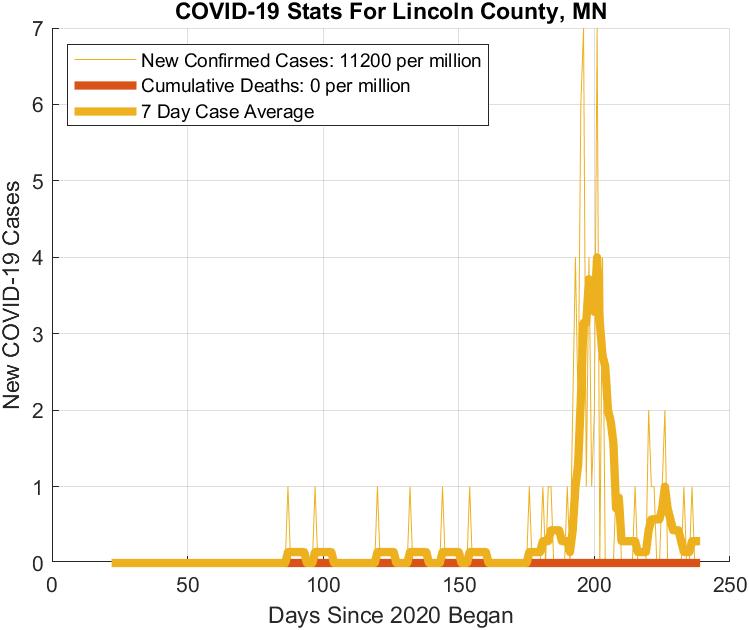 COVID-19 Stats For Lincoln County, MN
New Confirmed Cases: 11200 per million
Cumulative Deaths: 0 per million
7 Day Case Average
New COVID-19 Cases
7
6
5
4
3
2
1
0
0 50 100 150 200 250
Days Since 2020 Began